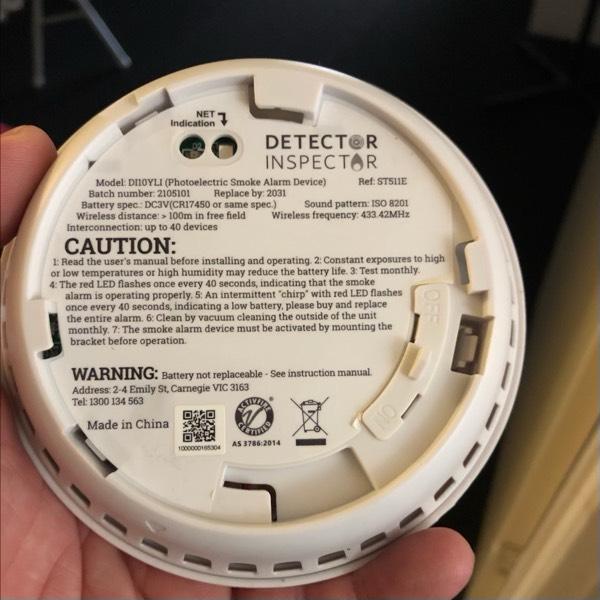 NET
Indication
DETECTOR
INSPECTOR
Model: DI10YLI (Photoelectric Smoke Alarm Device) Ref: ST511E
Batch number: 2105101 Replace by: 2031
Battery spec.: DC3V(CR17450 or same spec.) Sound pattern: ISO 8201
Wireless distance: > 100m in free field Wireless frequency: 433.42MHz
Interconnection: up to 40 devices
CAUTION:
1: Read the user's manual before installing and operating. 2: Constant exposures to high
or low temperatures or high humidity may reduce the battery life. 3: Test monthly.
4: The red LED flashes once every 40 seconds, indicating that the smoke
alarm is operating properly. 5: An intermittent "chirp" with red LED flashes
once every 40 seconds, indicating a low battery, please buy and replace
the entire alarm. 6: Clean by vacuum cleaning the outside of the unit
monthly. 7: The smoke alarm device must be activated by mounting the
bracket before operation.
OFF
ON
WARNING: Battery not replaceable - See instruction manual.
Address: 2-4 Emily St, Carnegie VIC 3163
Tel: 1300 134 563
Made in China
1000000165304
ACTIVFIRE
CERTIFIED
AS 3786:2014